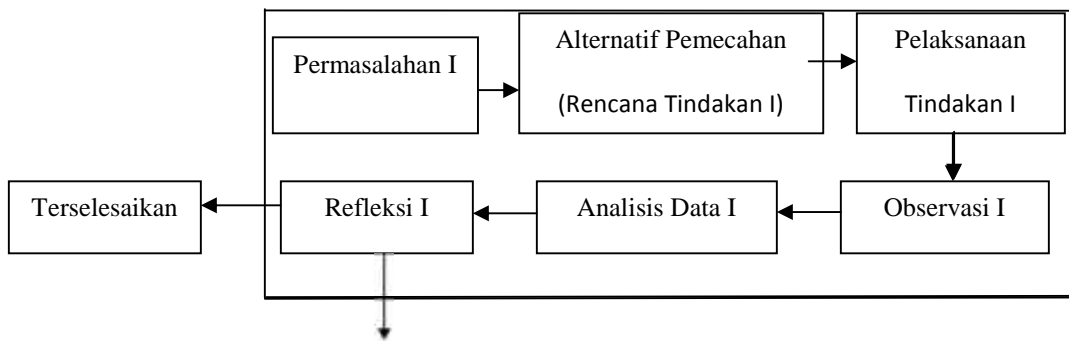 Permasalahan I
Alternatif Pemecahan
(Rencana Tindakan I)
Pelaksanaan
Tindakan I
Terselesaikan
Refleksi I
Analisis Data I
Observasi I